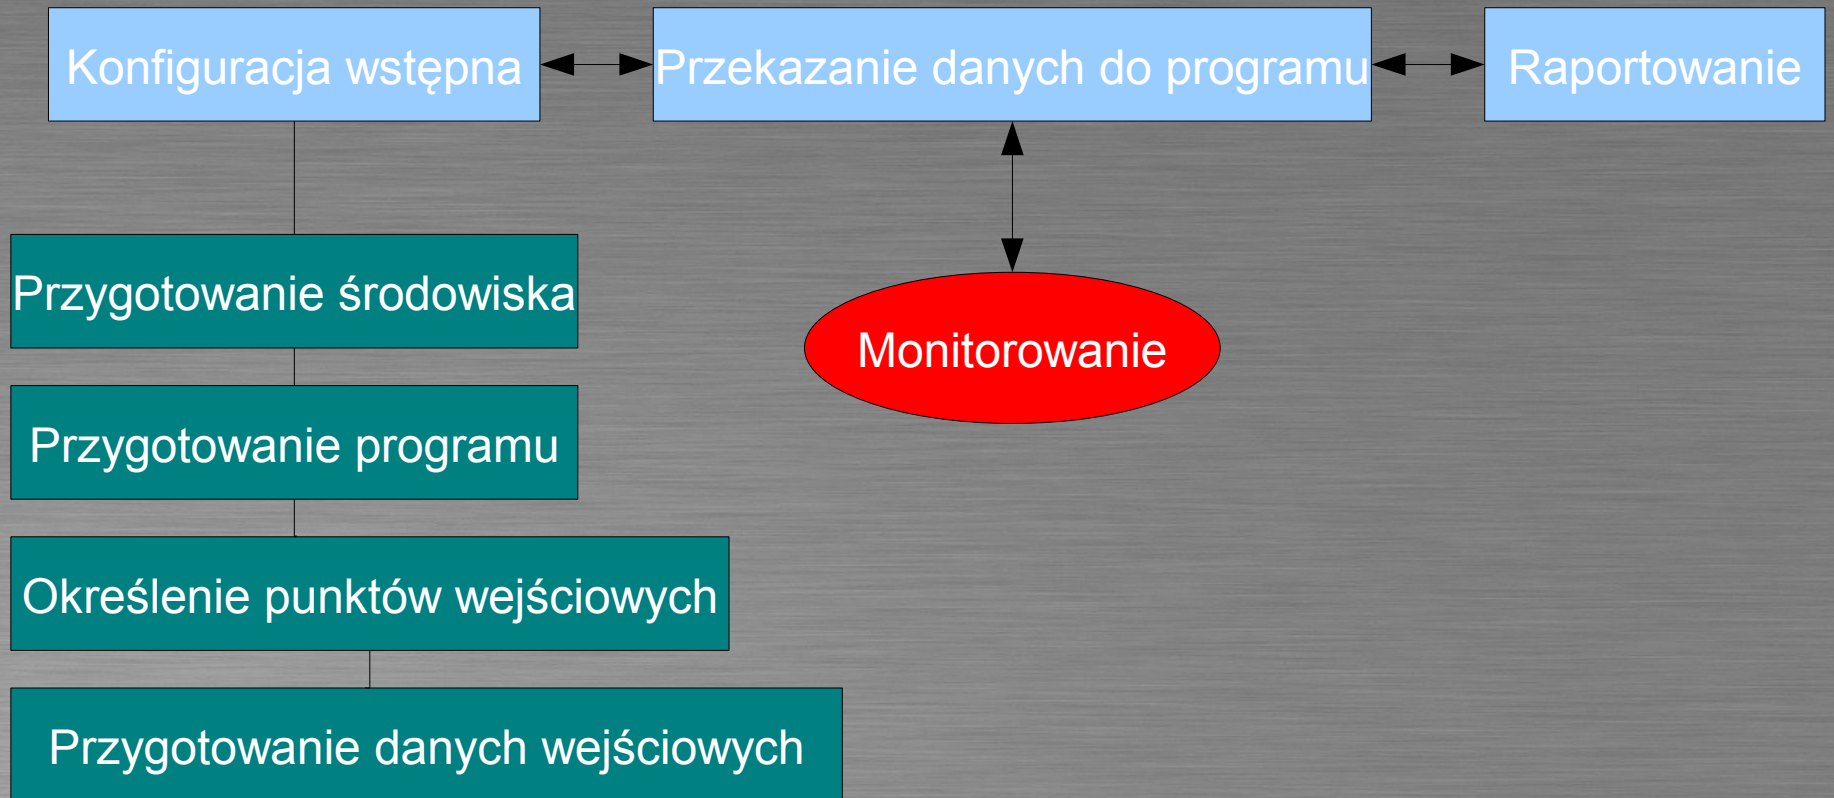 Konfiguracja wstępna
Przekazanie danych do programu
Raportowanie
Przygotowanie środowiska
Monitorowanie
Przygotowanie programu
Określenie punktów wejściowych
Przygotowanie danych wejściowych